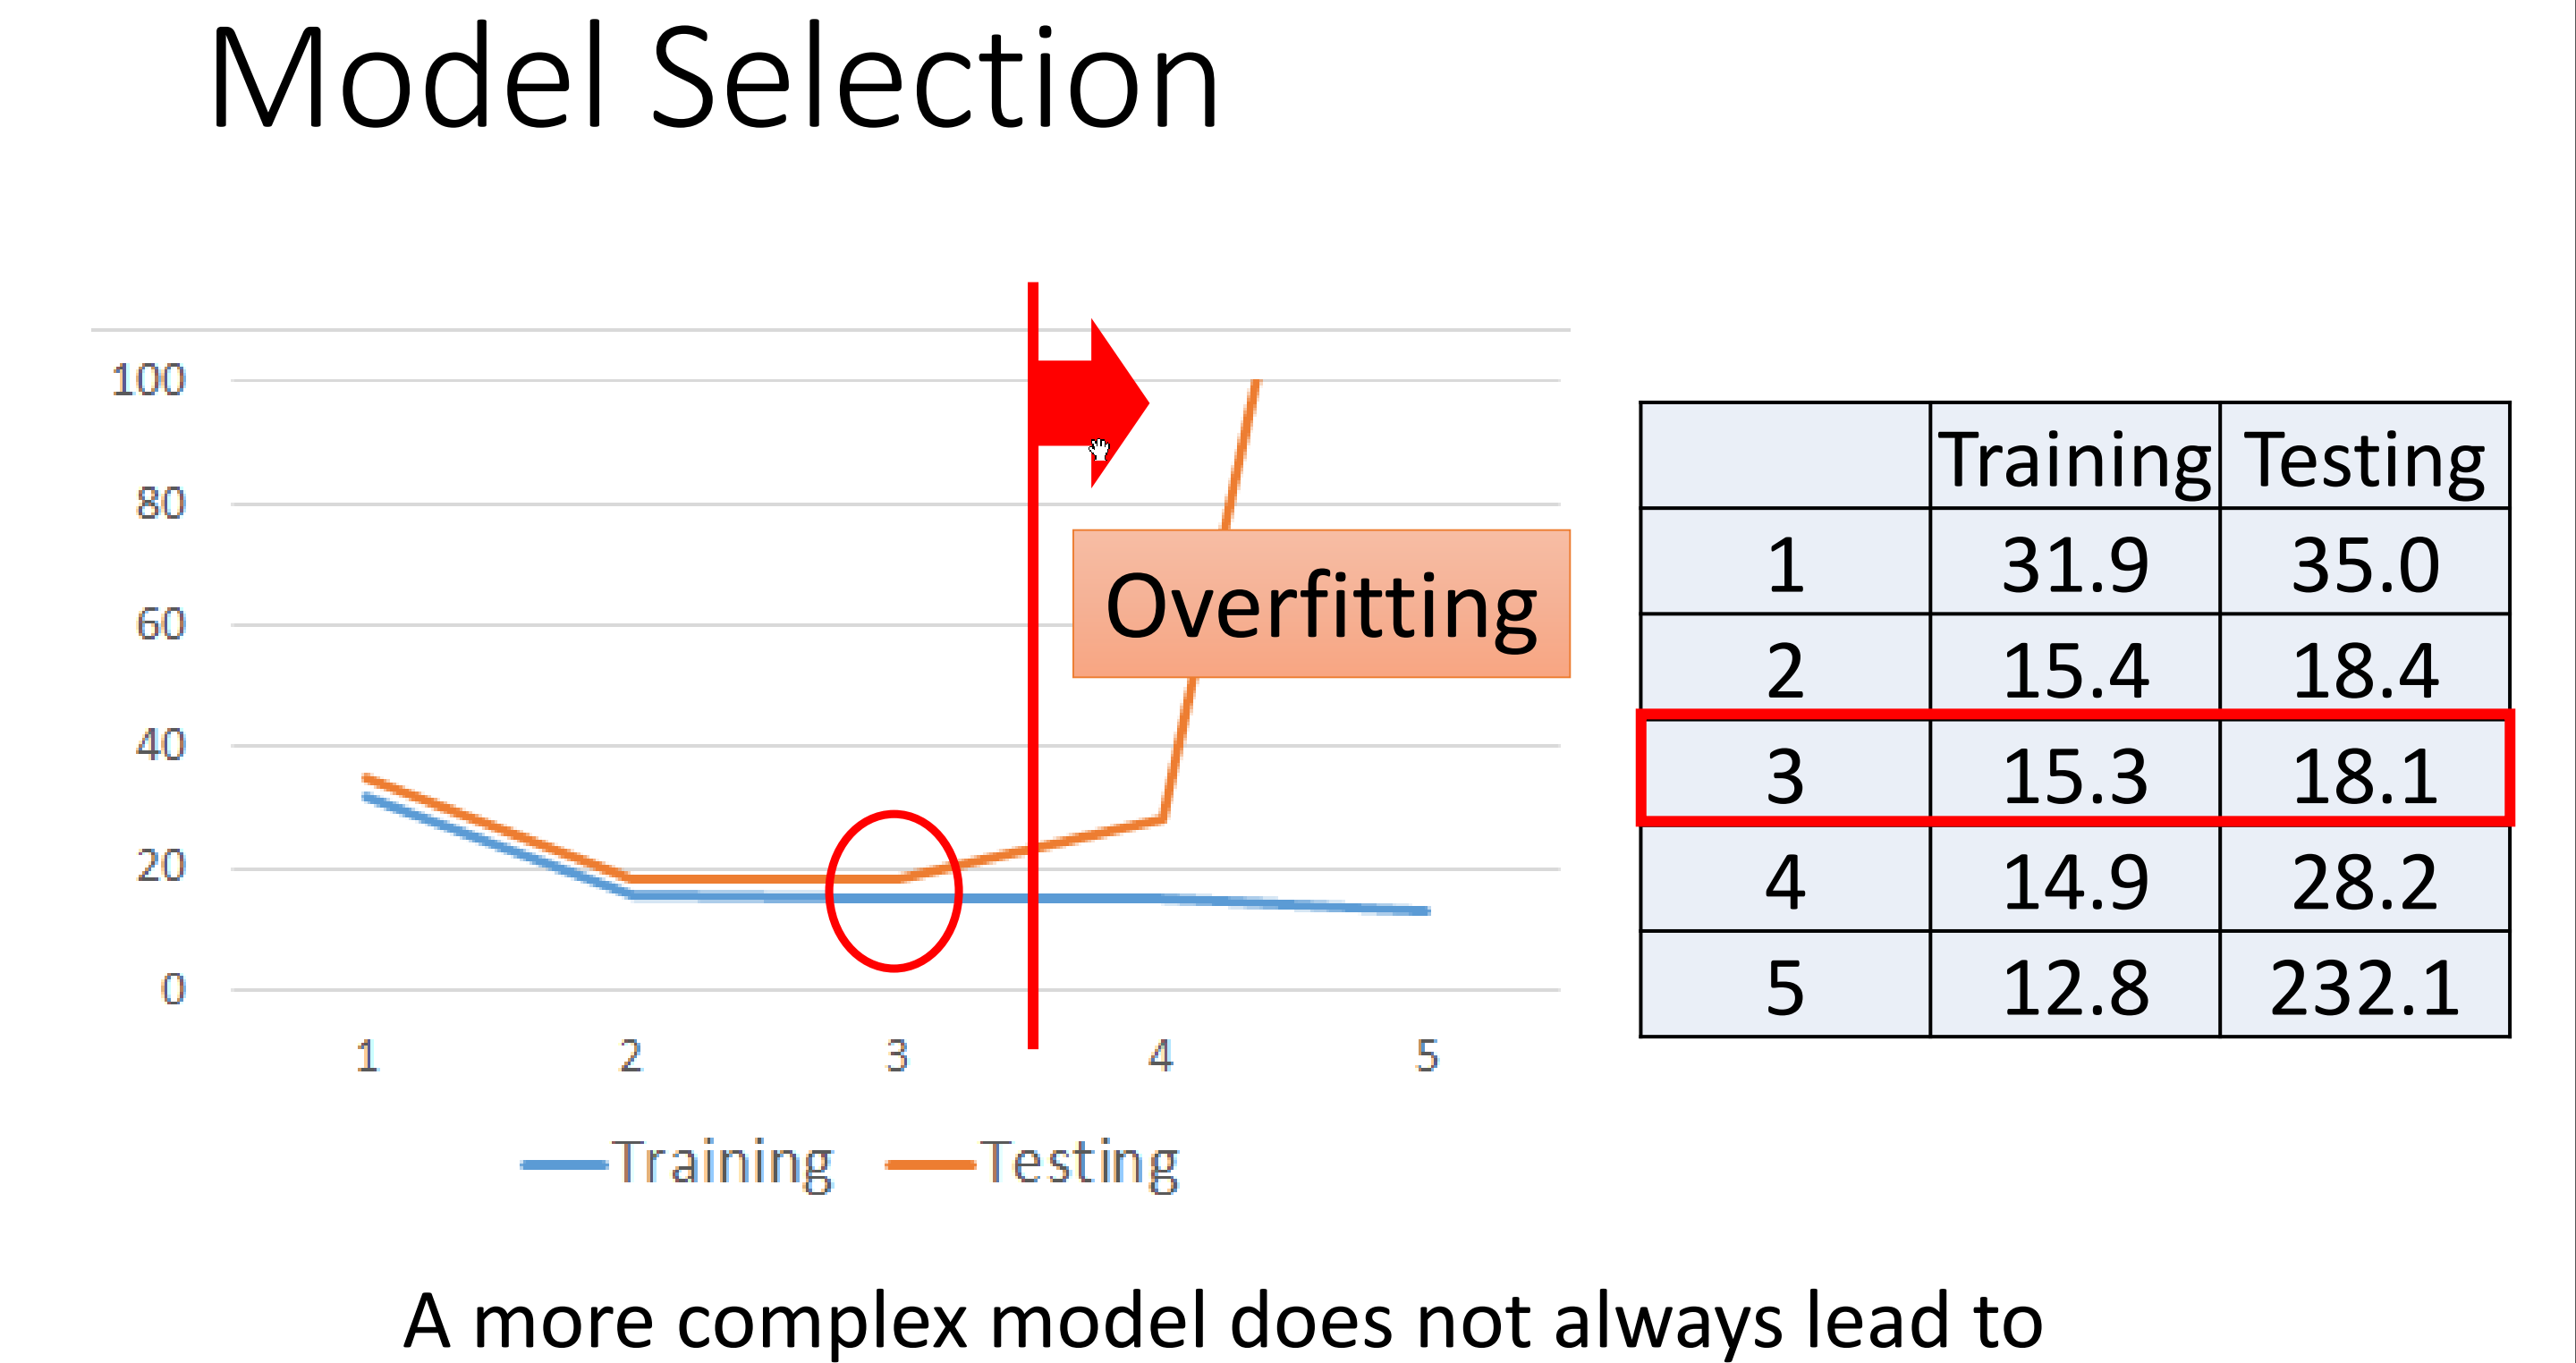 Model Selection
100
80
60
40
20
0
1 2 3 4 5
Training Testing
Overfitting
Training Testing
1 31.9 35.0
2 15.4 18.4
3 15.3 18.1
4 14.9 28.2
5 12.8 232.1
A more complex model does not always lead to